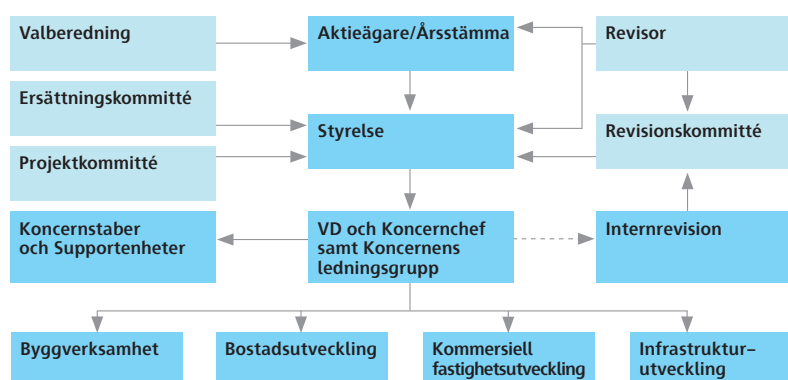 Valberedning
Aktieägare/Årsstämma
Revisor
Ersättningskommitté
Styrelse
Revisionskommitté
Projektkommitté
Koncernstaber
och Supportenheter
VD och Koncernchef
samt Koncernens
ledningsgrupp
Internrevision
Byggverksamhet
Bostadsutveckling
Kommersiell
fastighetsutveckling
Infrastruktur–
utveckling